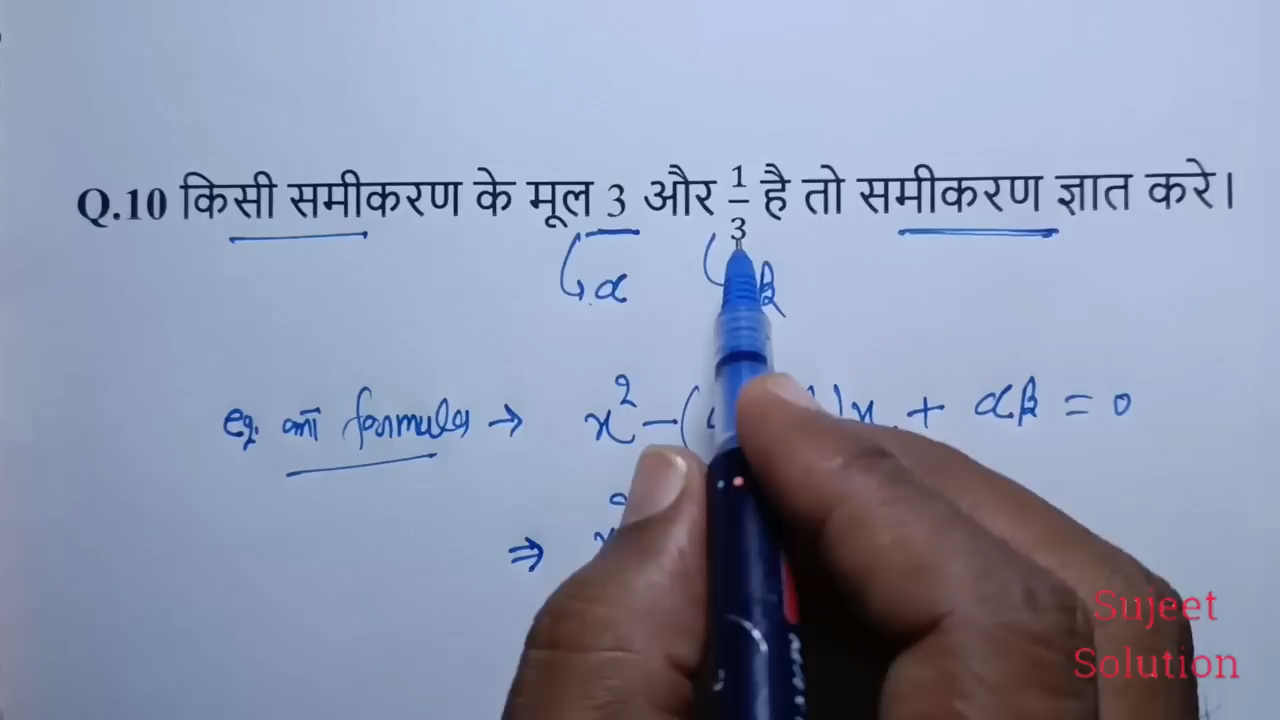 Q.10 किसी समीकरण के मूल 3 और 1/3 है तो समीकरण ज्ञात करे।
α β
eq. का formula → x² - ( )x + αβ = 0
⇒
Sujeet
Solution